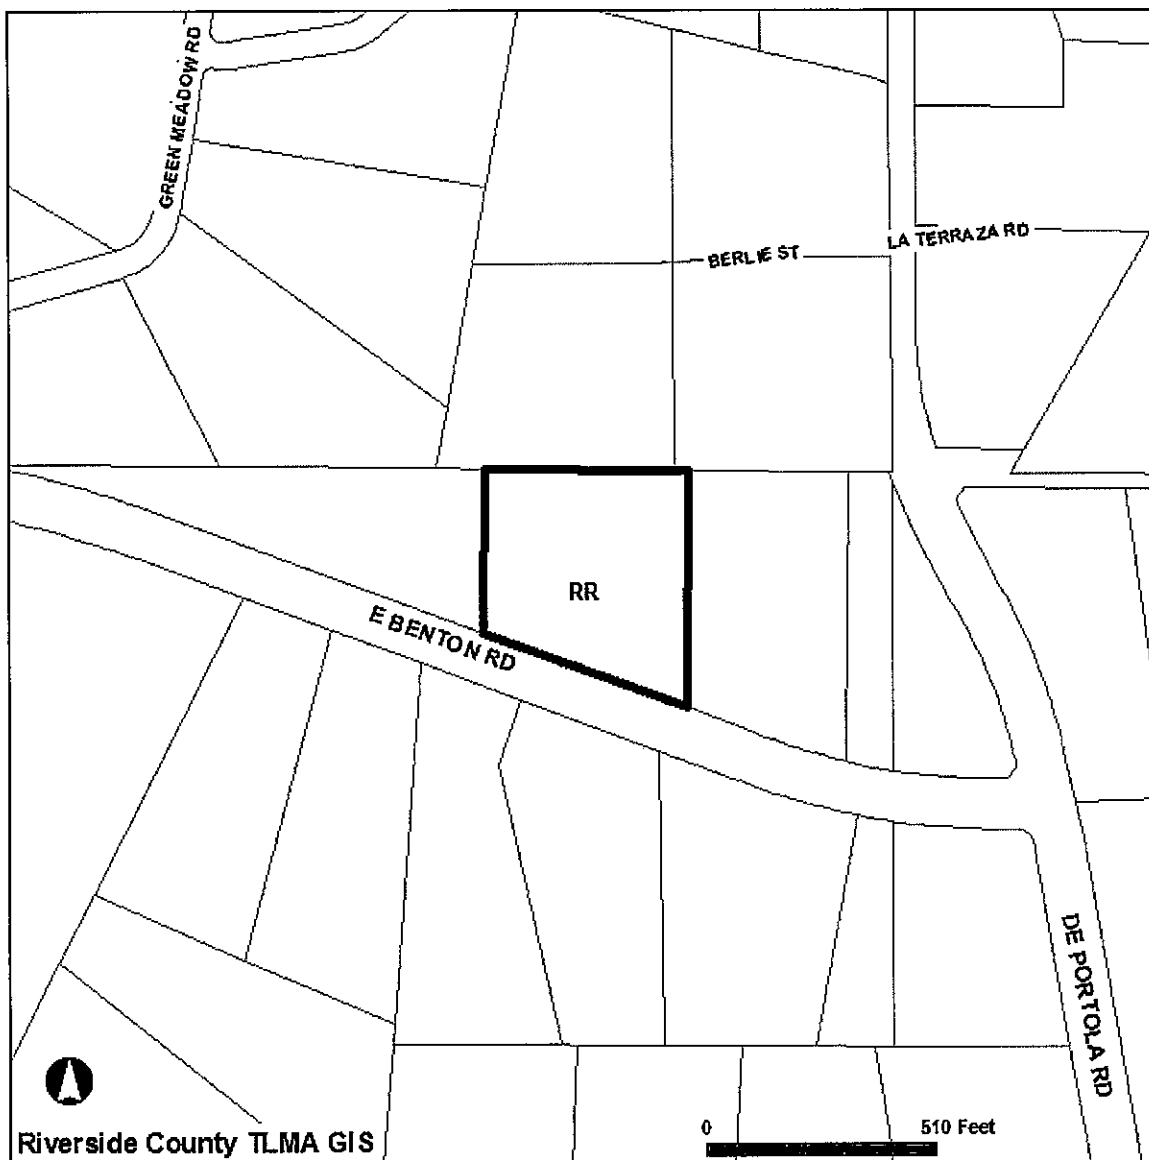 GREEN MEADOW RD
BERLIE ST
LA TERRAZA RD
RR
E BENTON RD
DE PORTOLA RD
Riverside County TLMA GIS
0 510 Feet